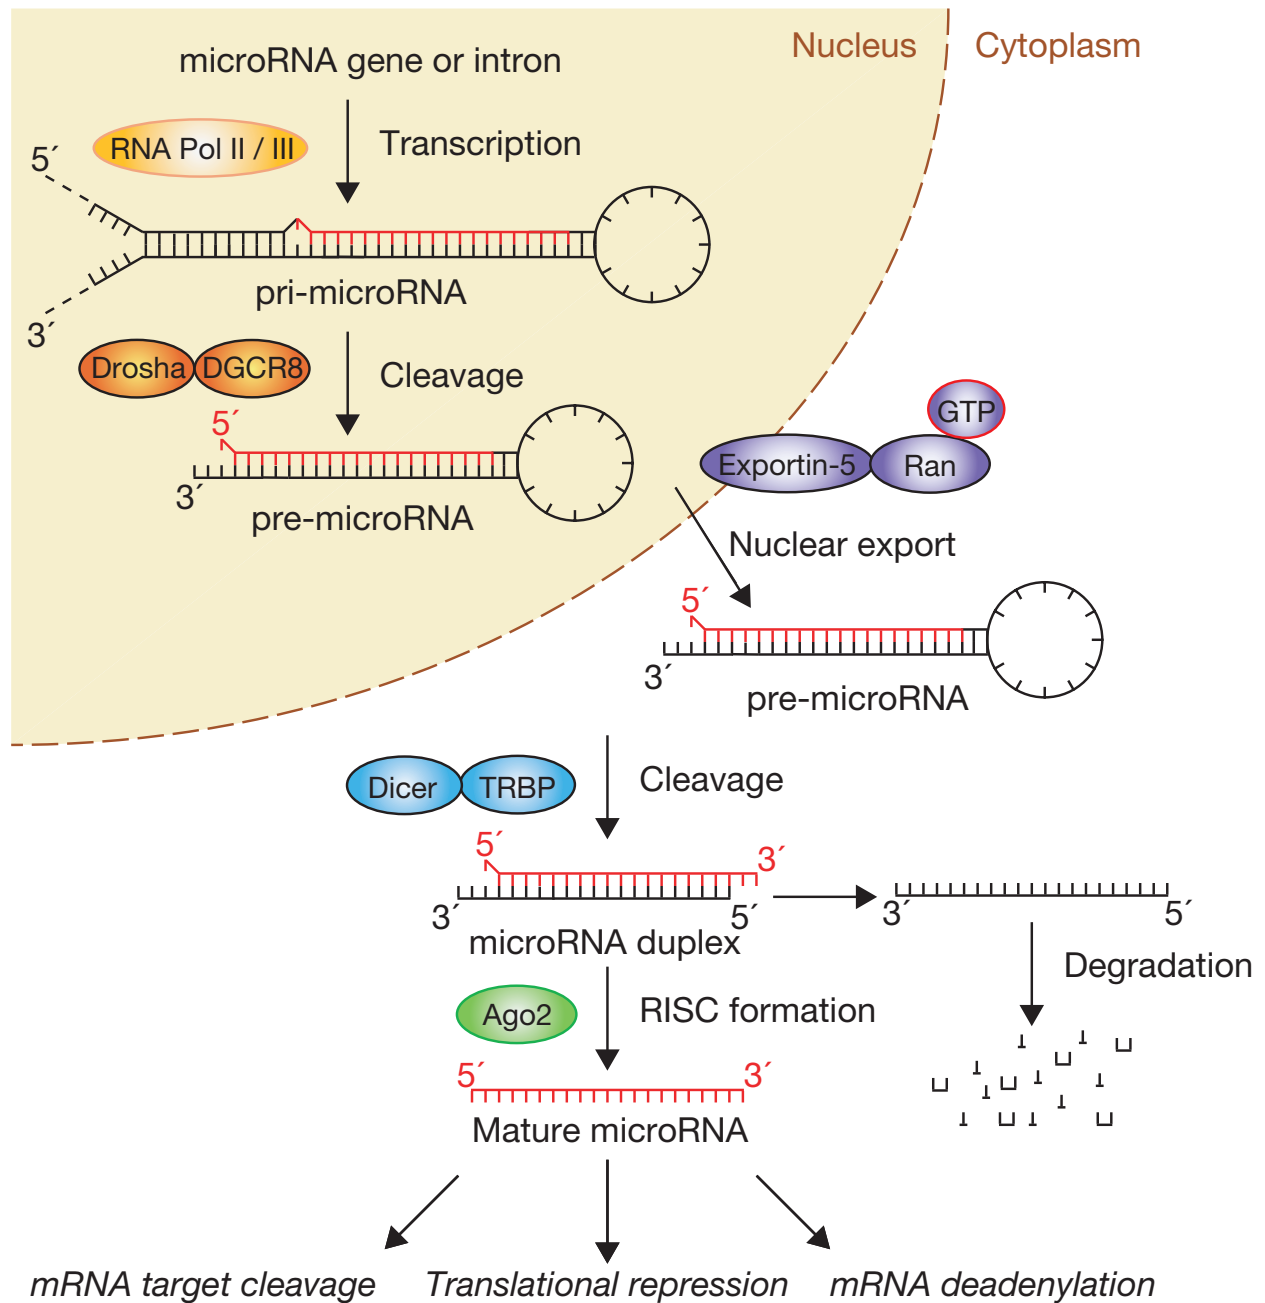 Nucleus
Cytoplasm
microRNA gene or intron
RNA Pol II / III
Transcription
5´
3´
pri-microRNA
Drosha
DGCR8
Cleavage
5´
3´
pre-microRNA
GTP
Exportin-5
Ran
Nuclear export
5´
3´
pre-microRNA
Dicer
TRBP
Cleavage
5´
3´
3´
5´
microRNA duplex
3´
5´
Degradation
Ago2
RISC formation
5´
3´
Mature microRNA
mRNA target cleavage
Translational repression
mRNA deadenylation